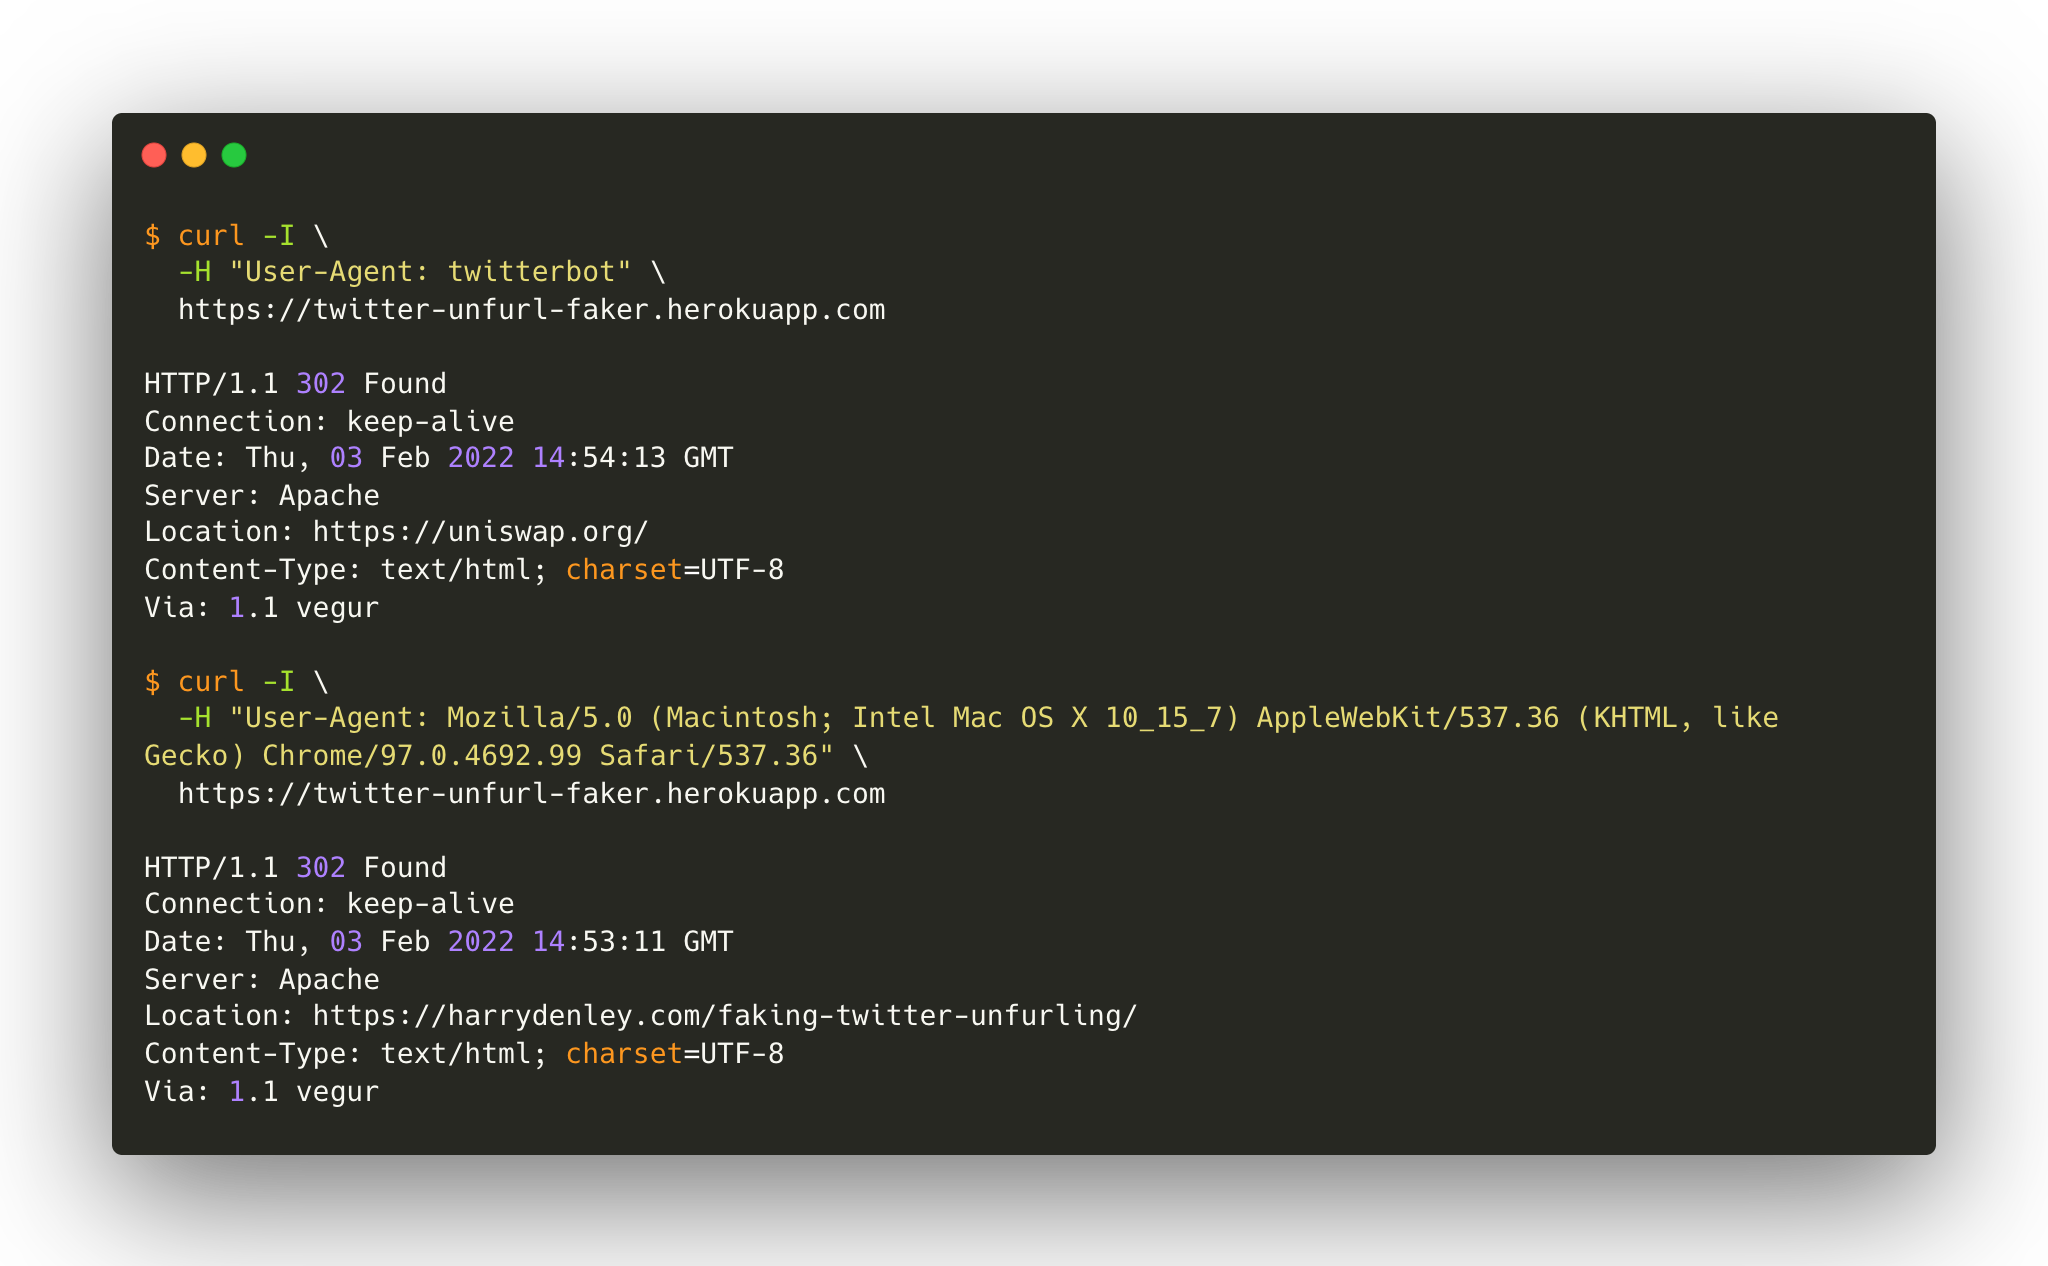 $ curl -I \
  -H "User-Agent: twitterbot" \
  https://twitter-unfurl-faker.herokuapp.com

HTTP/1.1 302 Found
Connection: keep-alive
Date: Thu, 03 Feb 2022 14:54:13 GMT
Server: Apache
Location: https://uniswap.org/
Content-Type: text/html; charset=UTF-8
Via: 1.1 vegur

$ curl -I \
  -H "User-Agent: Mozilla/5.0 (Macintosh; Intel Mac OS X 10_15_7) AppleWebKit/537.36 (KHTML, like
Gecko) Chrome/97.0.4692.99 Safari/537.36" \
  https://twitter-unfurl-faker.herokuapp.com

HTTP/1.1 302 Found
Connection: keep-alive
Date: Thu, 03 Feb 2022 14:53:11 GMT
Server: Apache
Location: https://harrydenley.com/faking-twitter-unfurling/
Content-Type: text/html; charset=UTF-8
Via: 1.1 vegur